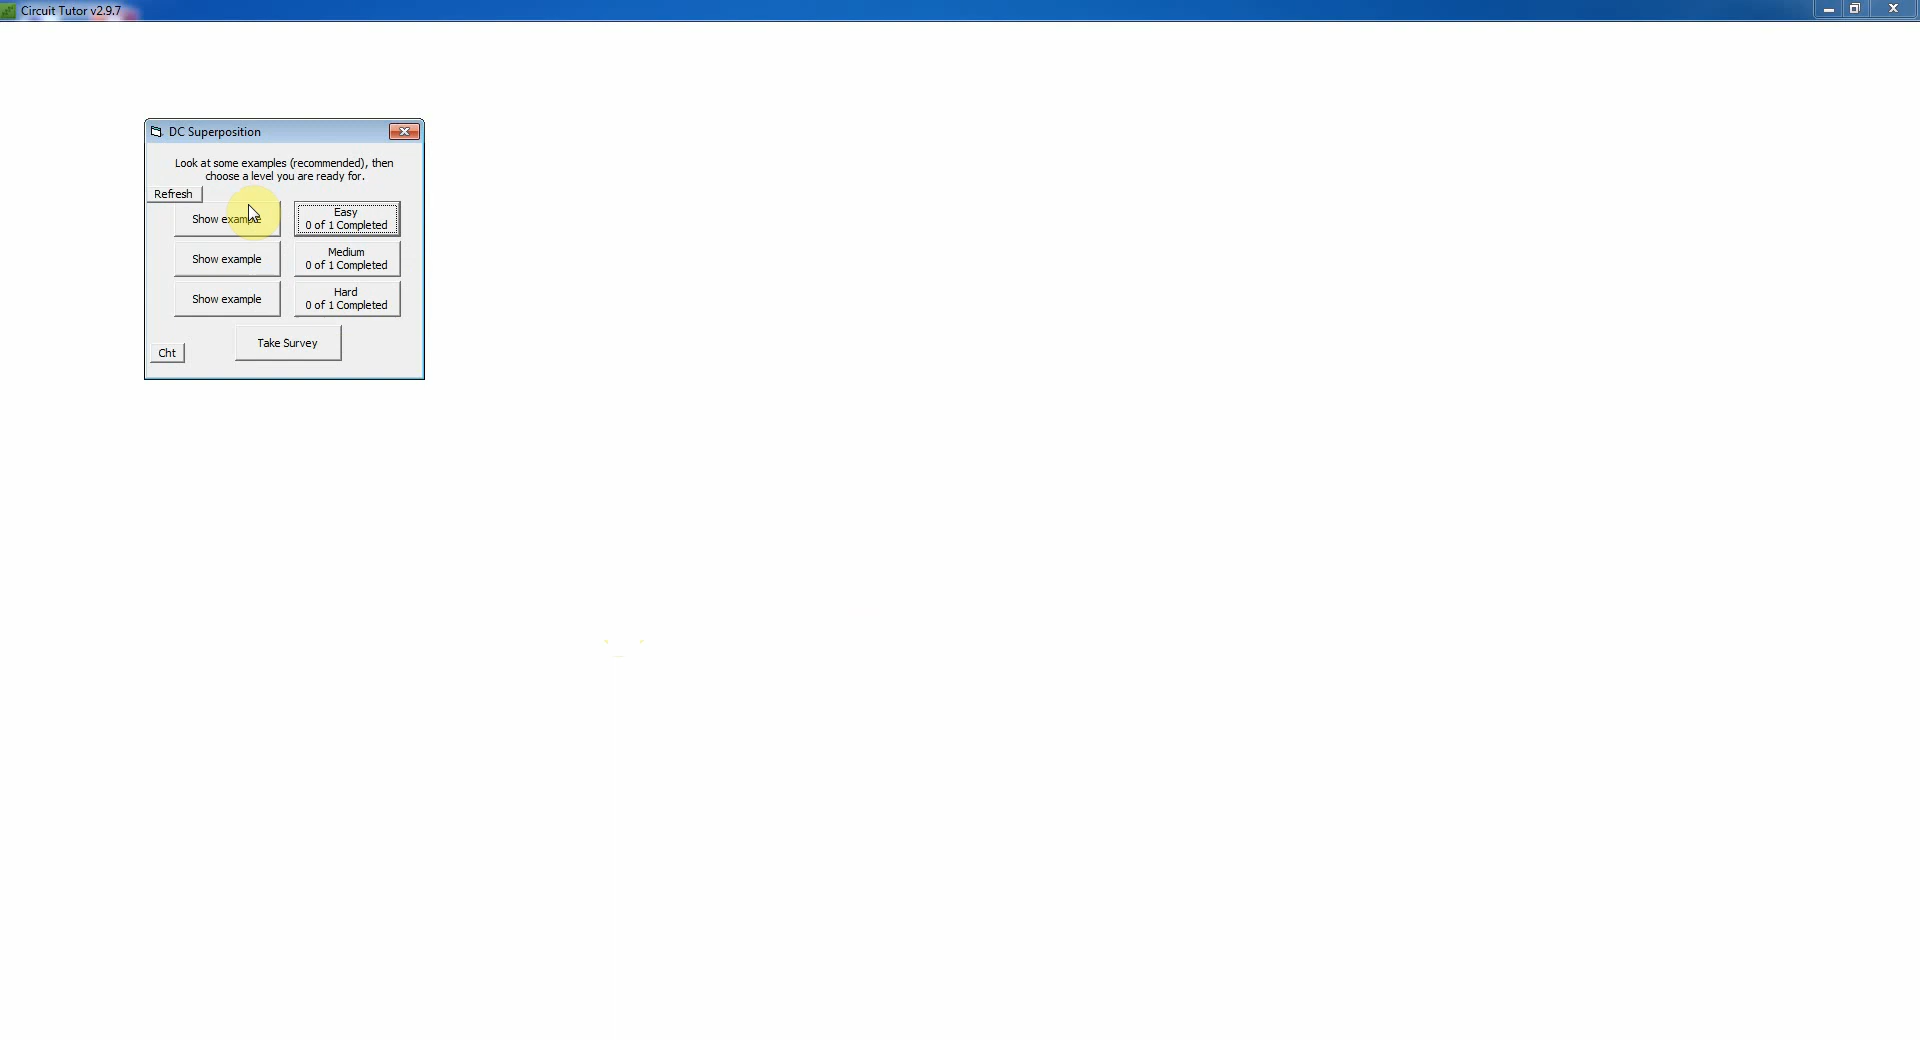 Circuit Tutor v2.9.7
DC Superposition
Look at some examples (recommended), then
choose a level you are ready for.
Refresh
Show example
Easy
0 of 1 Completed
Show example
Medium
0 of 1 Completed
Show example
Hard
0 of 1 Completed
Take Survey
Cht